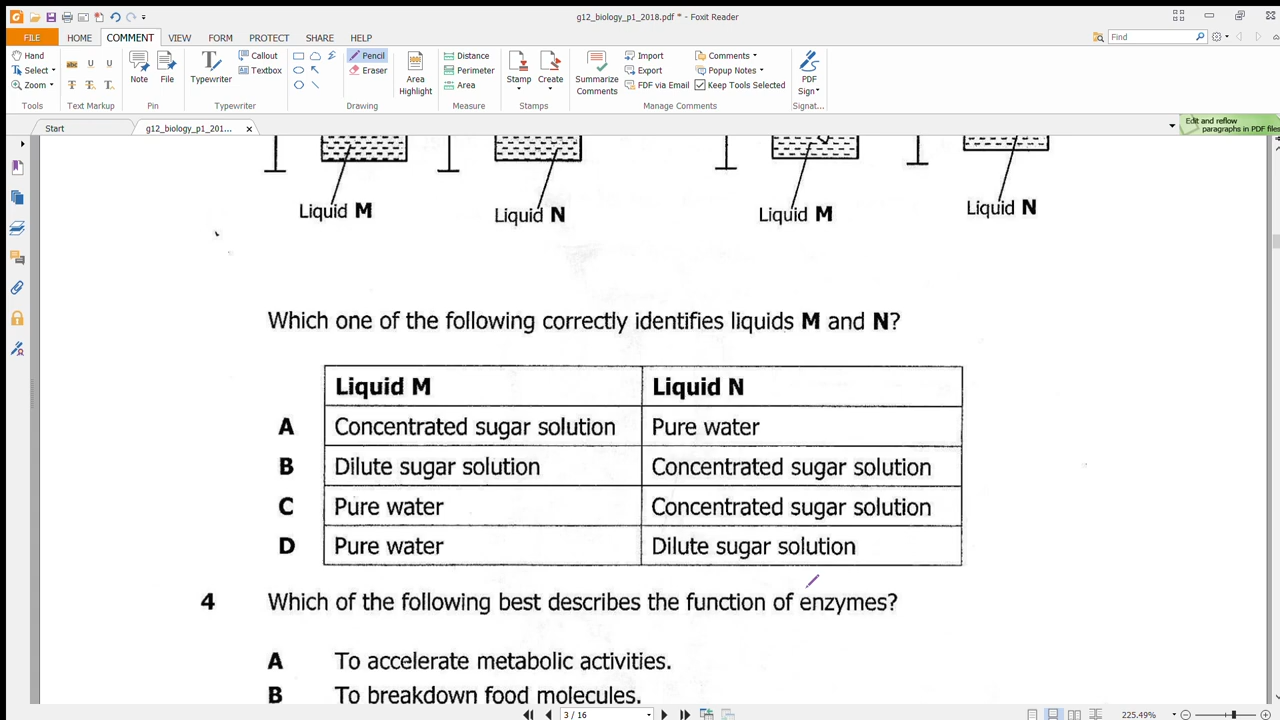 g12_biology_p1_2018.pdf * - Foxit Reader
FILE HOME COMMENT VIEW FORM PROTECT SHARE HELP Find
Hand
Select
Zoom
Tools
Text Markup
Note
File
Pin
Typewriter
Callout
Textbox
Typewriter
Pencil
Eraser
Drawing
Area
Highlight
Distance
Perimeter
Area
Measure
Stamp
Create
Stamps
Summarize
Comments
Import
Export
FDF via Email
Comments
Popup Notes
Keep Tools Selected
Manage Comments
PDF
Sign
Signat...
Start g12_biology_p1_201...
Edit and reflow
paragraphs in PDF files
Liquid M Liquid N Liquid M Liquid N
Which one of the following correctly identifies liquids M and N?
Liquid M Liquid N
A Concentrated sugar solution Pure water
B Dilute sugar solution Concentrated sugar solution
C Pure water Concentrated sugar solution
D Pure water Dilute sugar solution
4 Which of the following best describes the function of enzymes?
A To accelerate metabolic activities.
B To breakdown food molecules.
3 / 16 225.49%